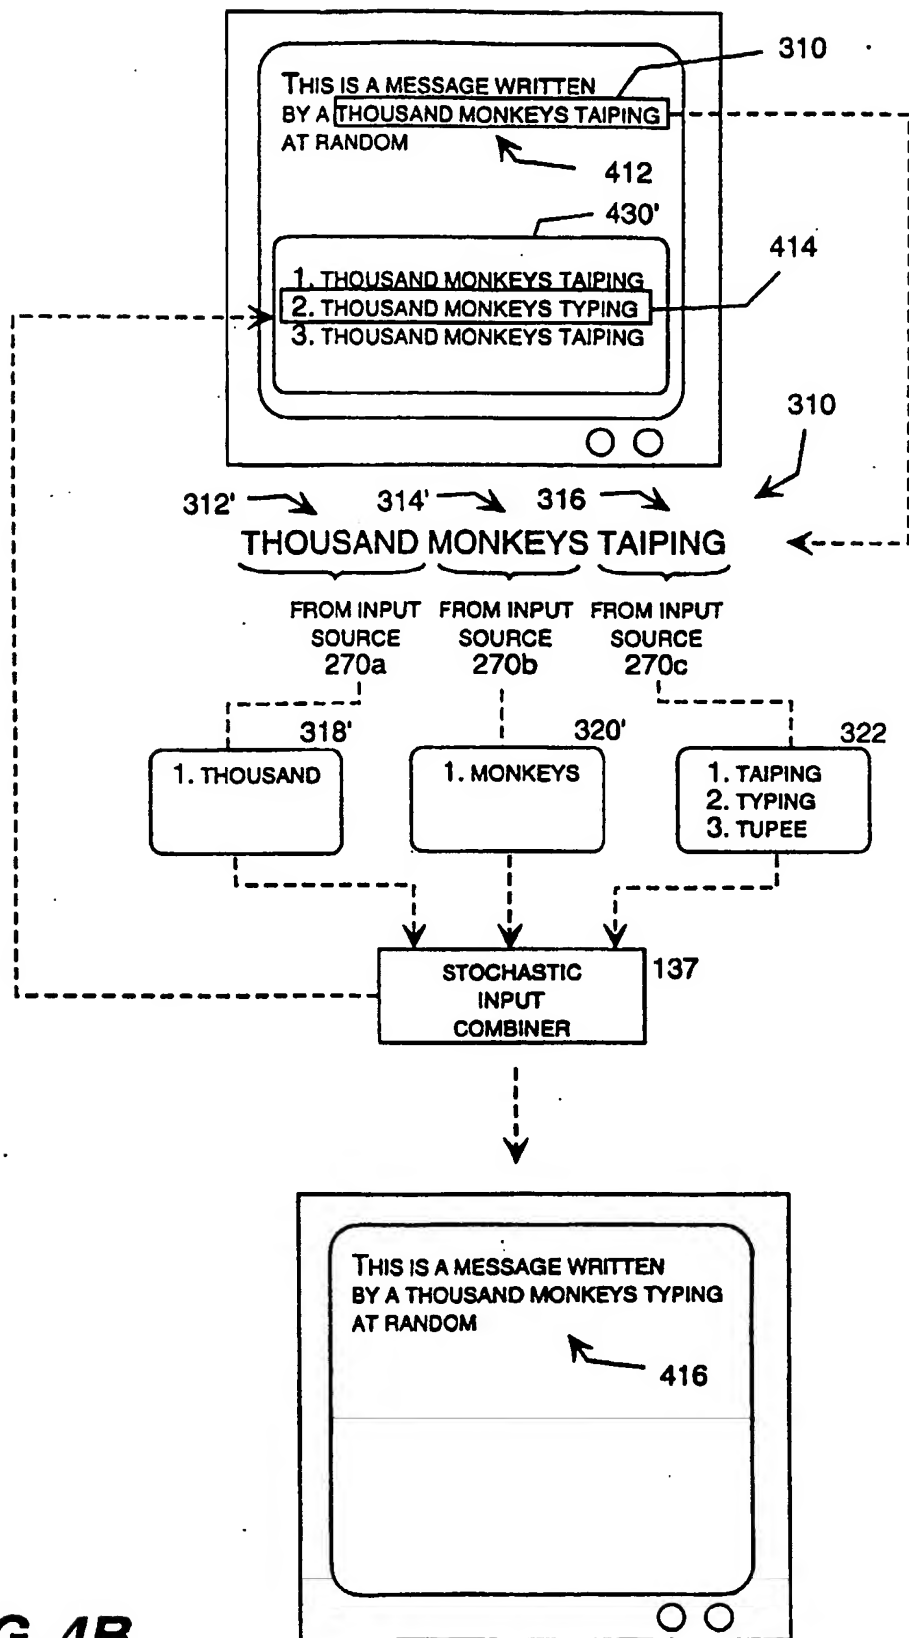 310
THIS IS A MESSAGE WRITTEN
BY A THOUSAND MONKEYS TAIPING
AT RANDOM
412
430'
414
1. THOUSAND MONKEYS TAIPING
2. THOUSAND MONKEYS TYPING
3. THOUSAND MONKEYS TAIPING
310
312' 314' 316
THOUSAND MONKEYS TAIPING
FROM INPUT SOURCE 270a
FROM INPUT SOURCE 270b
FROM INPUT SOURCE 270c
318' 320' 322
1. THOUSAND
1. MONKEYS
1. TAIPING
2. TYPING
3. TUPEE
STOCHASTIC
INPUT
COMBINER
137
THIS IS A MESSAGE WRITTEN
BY A THOUSAND MONKEYS TYPING
AT RANDOM
416
4B